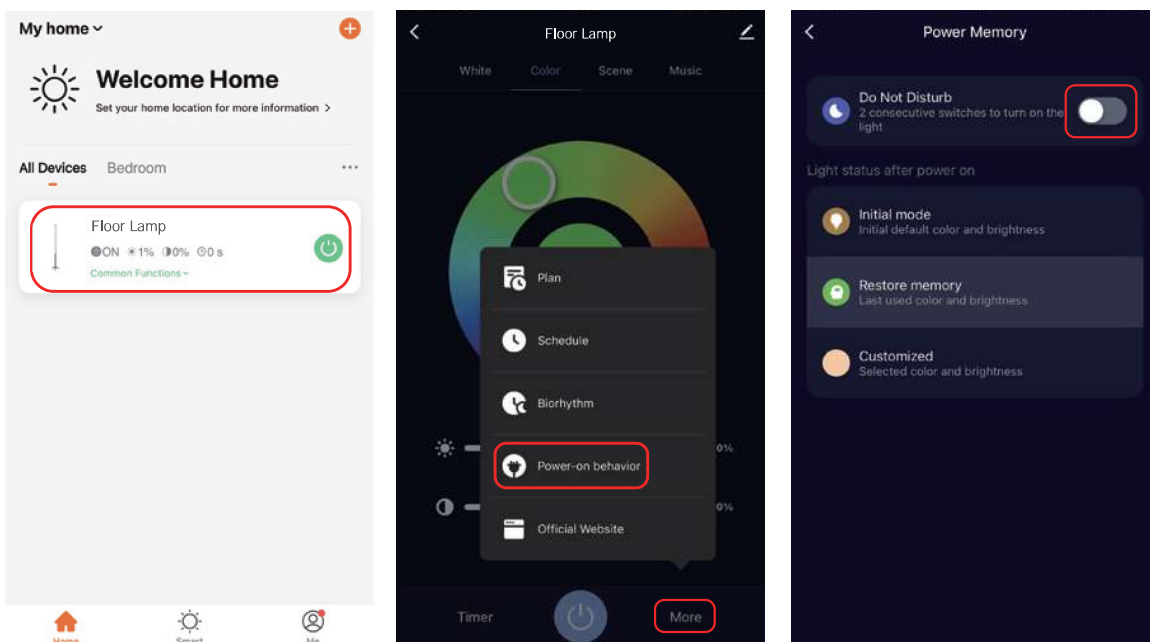 My home
Welcome Home
Set your home location for more information >
All Devices Bedroom
Floor Lamp
ON 1% 0% 0 s
Common Functions
Home Smart Me
Floor Lamp
White Color Scene Music
Plan
Schedule
Biorhythm
0%
Power-on behavior
0%
Official Website
Timer More
Power Memory
Do Not Disturb
2 consecutive switches to turn on the
light
Light status after power on
Initial mode
Initial default color and brightness
Restore memory
Last used color and brightness
Customized
Selected color and brightness